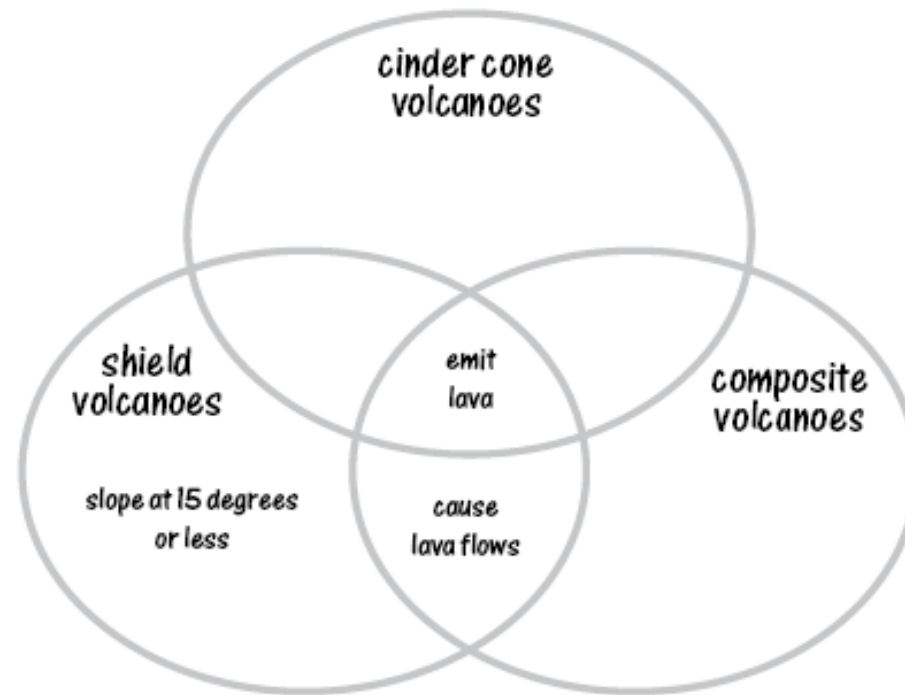 cinder cone
volcanoes
shield
volcanoes
emit
lava
composite
volcanoes
slope at 15 degrees
or less
cause
lava flows